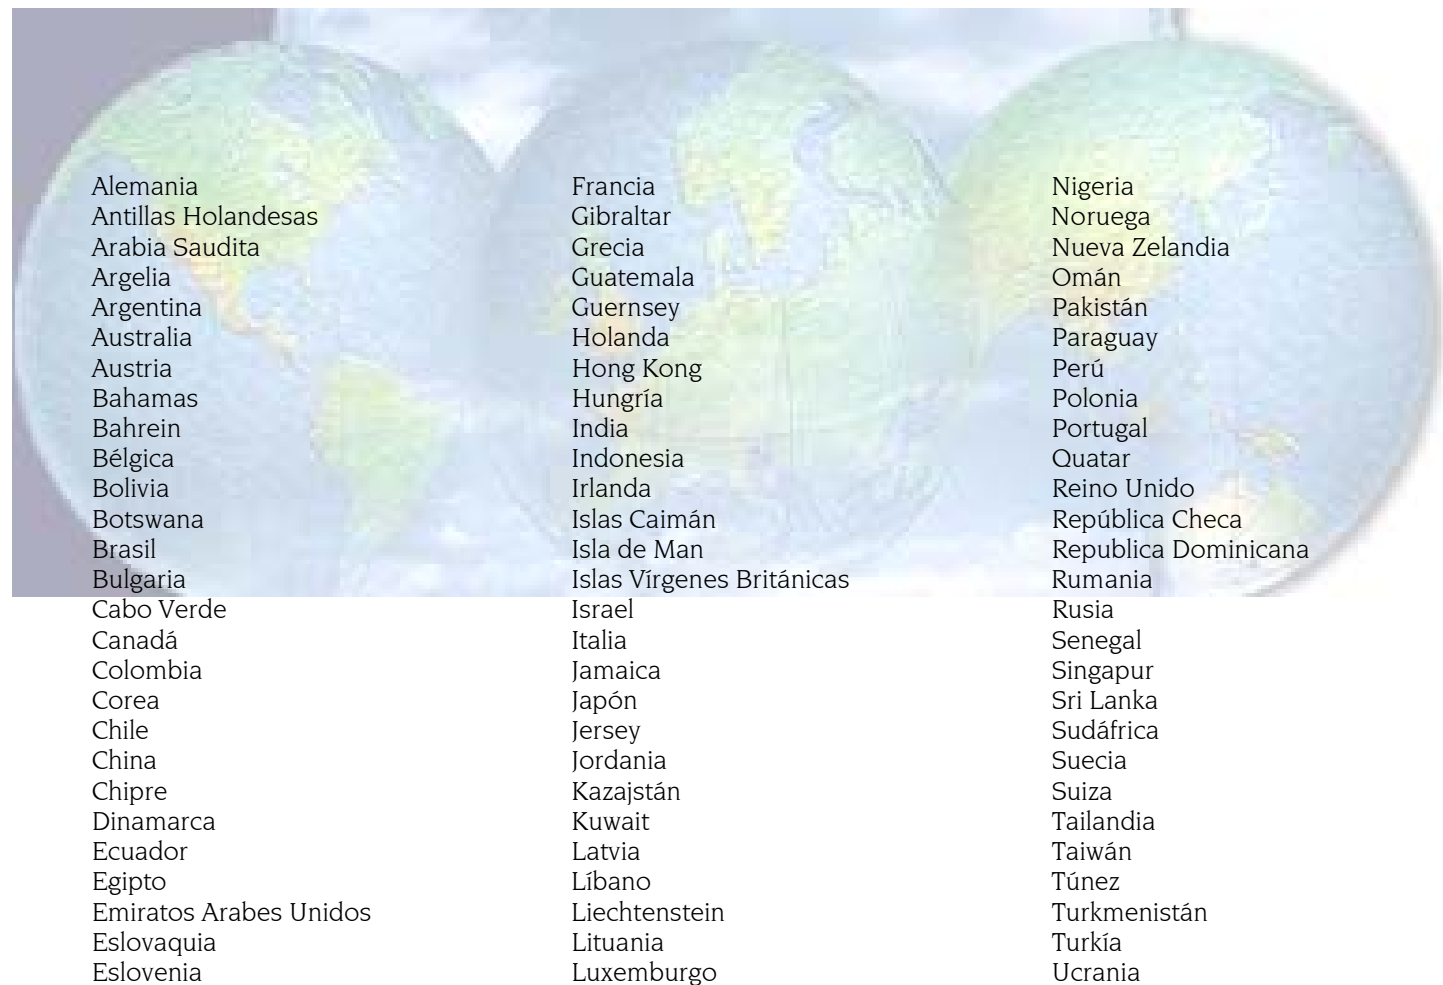 Alemania
Antillas Holandesas
Arabia Saudita
Argelia
Argentina
Australia
Austria
Bahamas
Bahrein
Bélgica
Bolivia
Botswana
Brasil
Bulgaria
Cabo Verde
Canadá
Colombia
Corea
Chile
China
Chipre
Dinamarca
Ecuador
Egipto
Emiratos Arabes Unidos
Eslovaquia
Eslovenia
Francia
Gibraltar
Grecia
Guatemala
Guernsey
Holanda
Hong Kong
Hungría
India
Indonesia
Irlanda
Islas Caimán
Isla de Man
Islas Vírgenes Británicas
Israel
Italia
Jamaica
Japón
Jersey
Jordania
Kazajstán
Kuwait
Latvia
Líbano
Liechtenstein
Lituania
Luxemburgo
Nigeria
Noruega
Nueva Zelandia
Omán
Pakistán
Paraguay
Perú
Polonia
Portugal
Quatar
Reino Unido
República Checa
Republica Dominicana
Rumania
Rusia
Senegal
Singapur
Sri Lanka
Sudáfrica
Suecia
Suiza
Tailandia
Taiwán
Túnez
Turkmenistán
Turkía
Ucrania